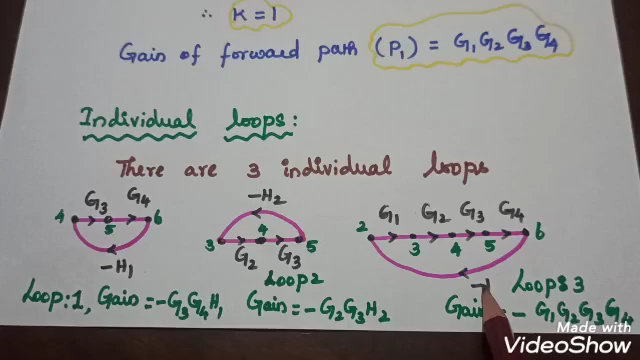 ∴ K = 1
Gain of forward path (P₁) = G₁G₂G₃G₄
Individual loops:
There are 3 individual loops
G₃ G₄
4 5 6
-H₁
-H₂
3 4 5
G₂ G₃
Loop 2
G₁ G₂ G₃ G₄
2 3 4 5 6
Loop: 1, Gain = -G₃G₄H₁
Gain = -G₂G₃H₂
Loop: 3
Gain = -G₁G₂G₃G₄
Made with
VideoShow